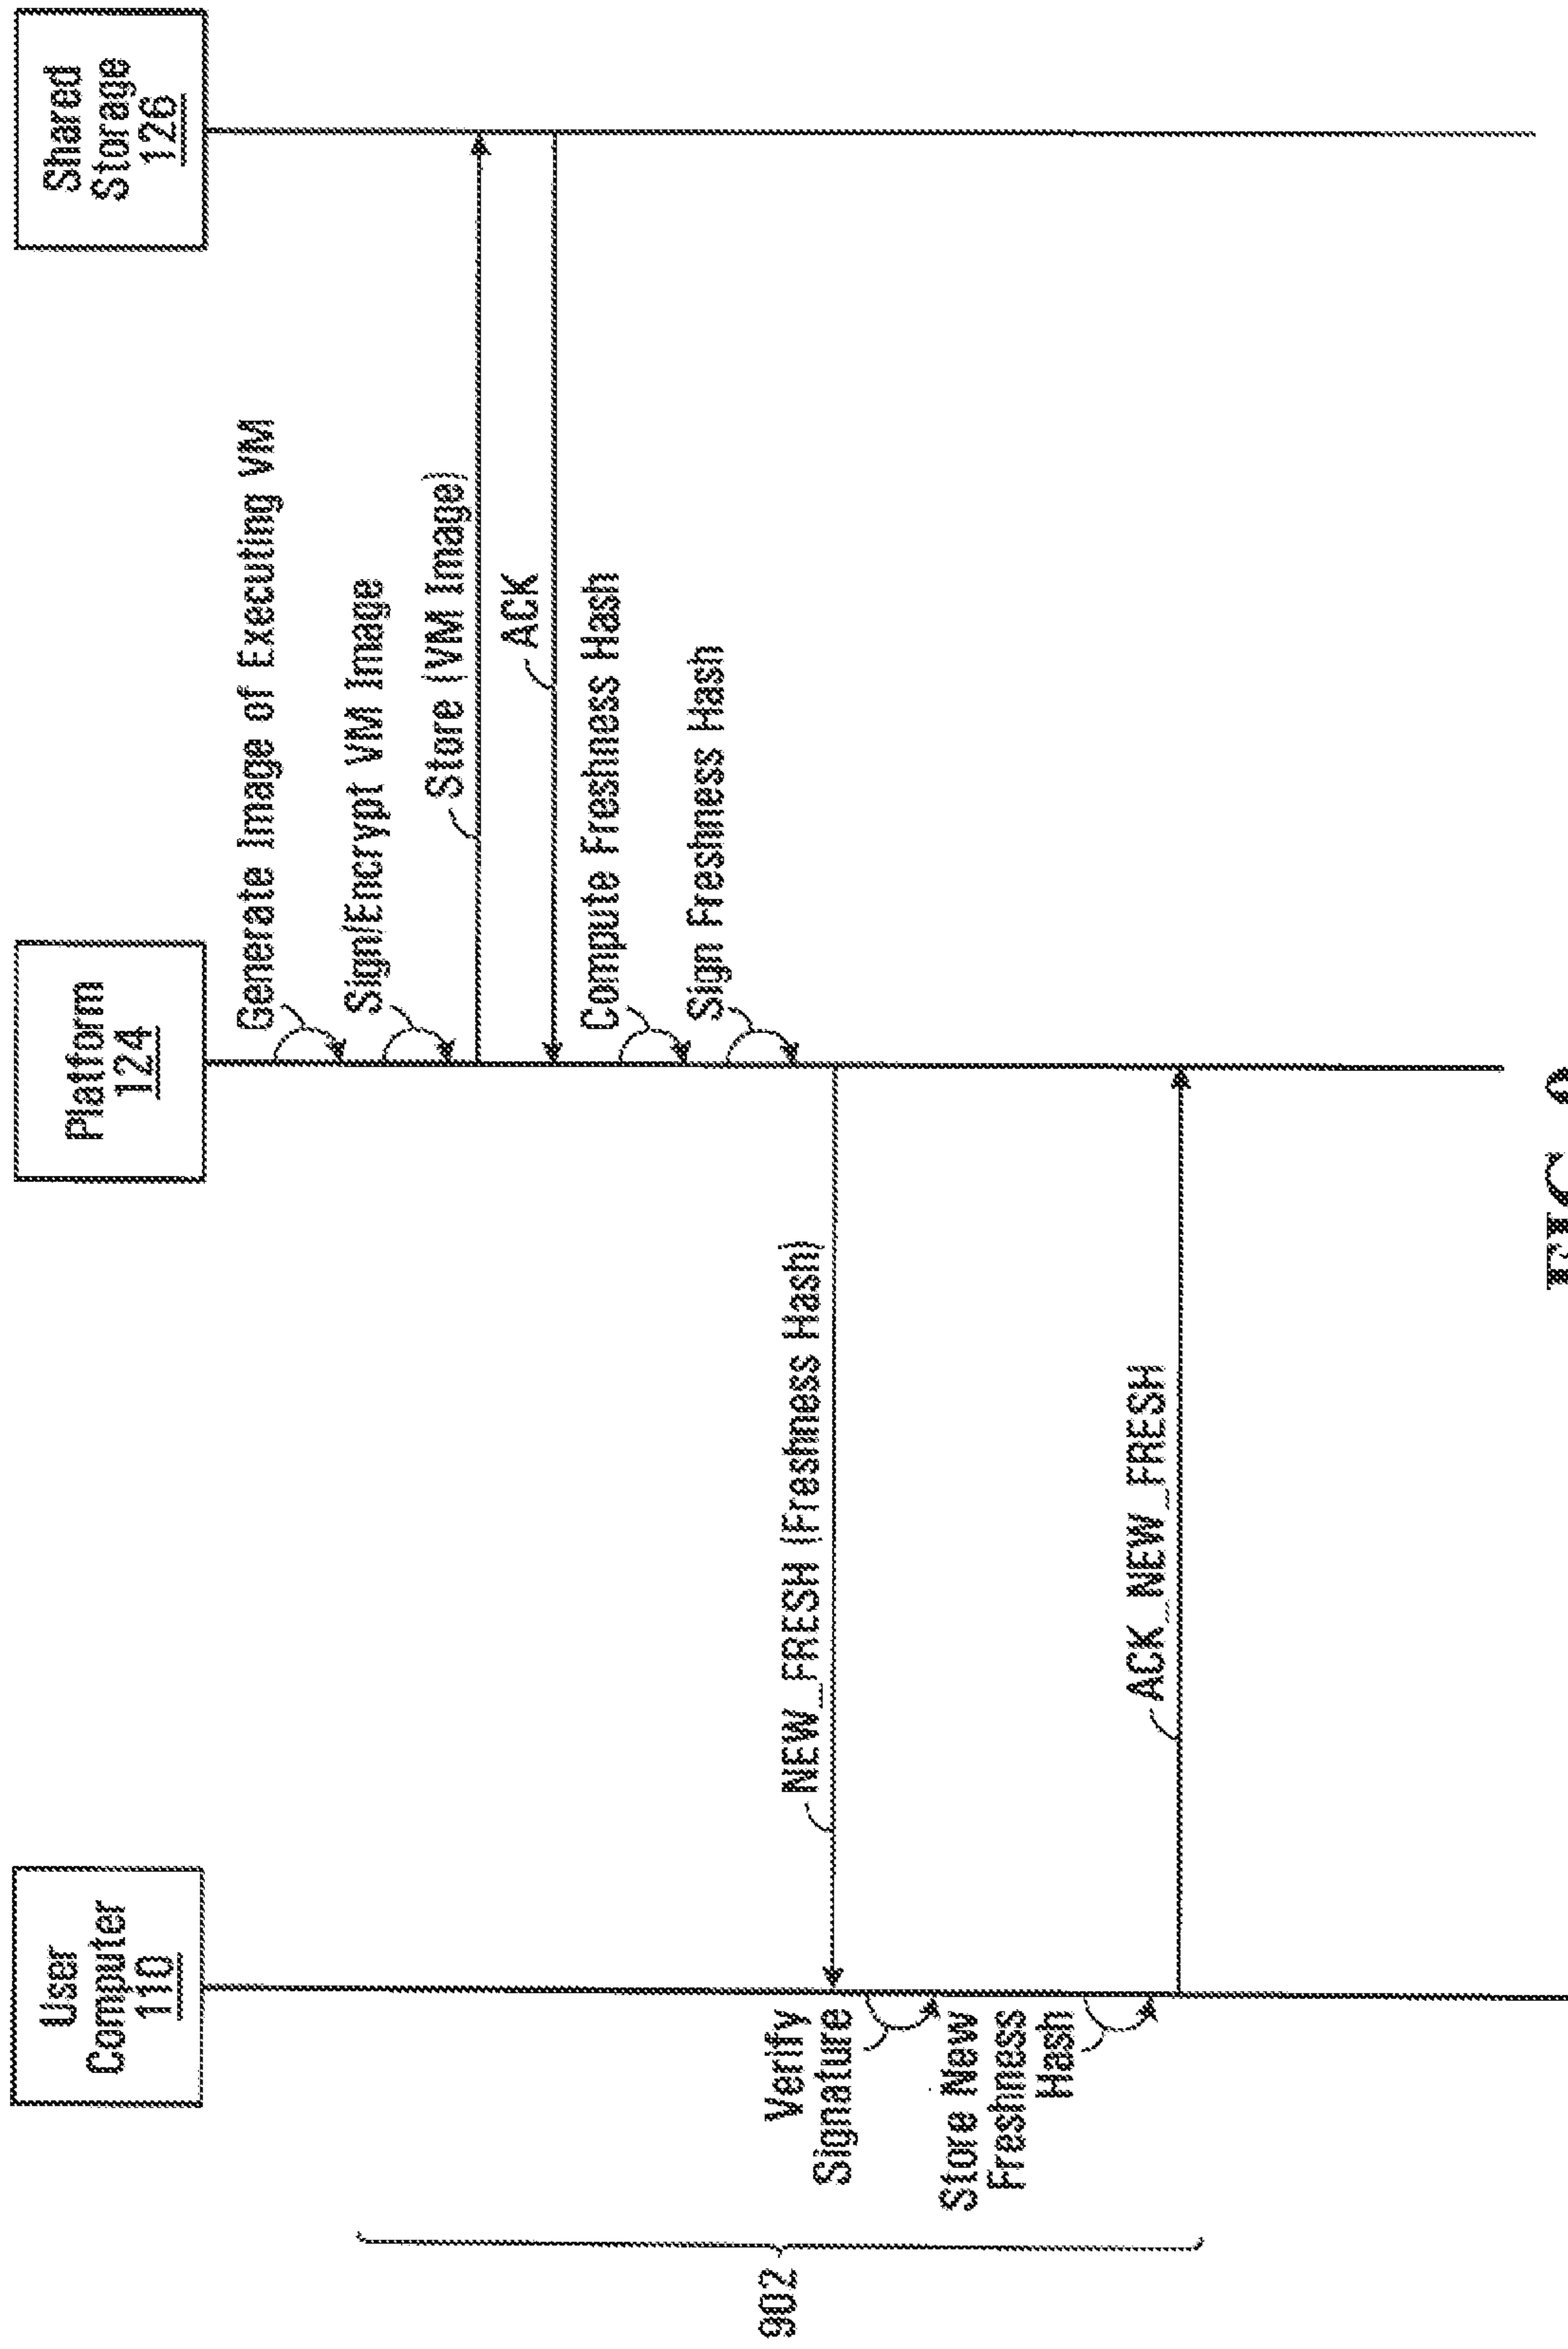 User
Computer
110
Platform
124
Shared
Storage
126
Generate Image of Executing VM
Sign/Encrypt VM Image
Store (VM Image)
ACK
Compute Freshness Hash
Sign Freshness Hash
NEW_FRESH (Freshness Hash)
Verify
Signature
Store New
Freshness
Hash
ACK_NEW_FRESH
902